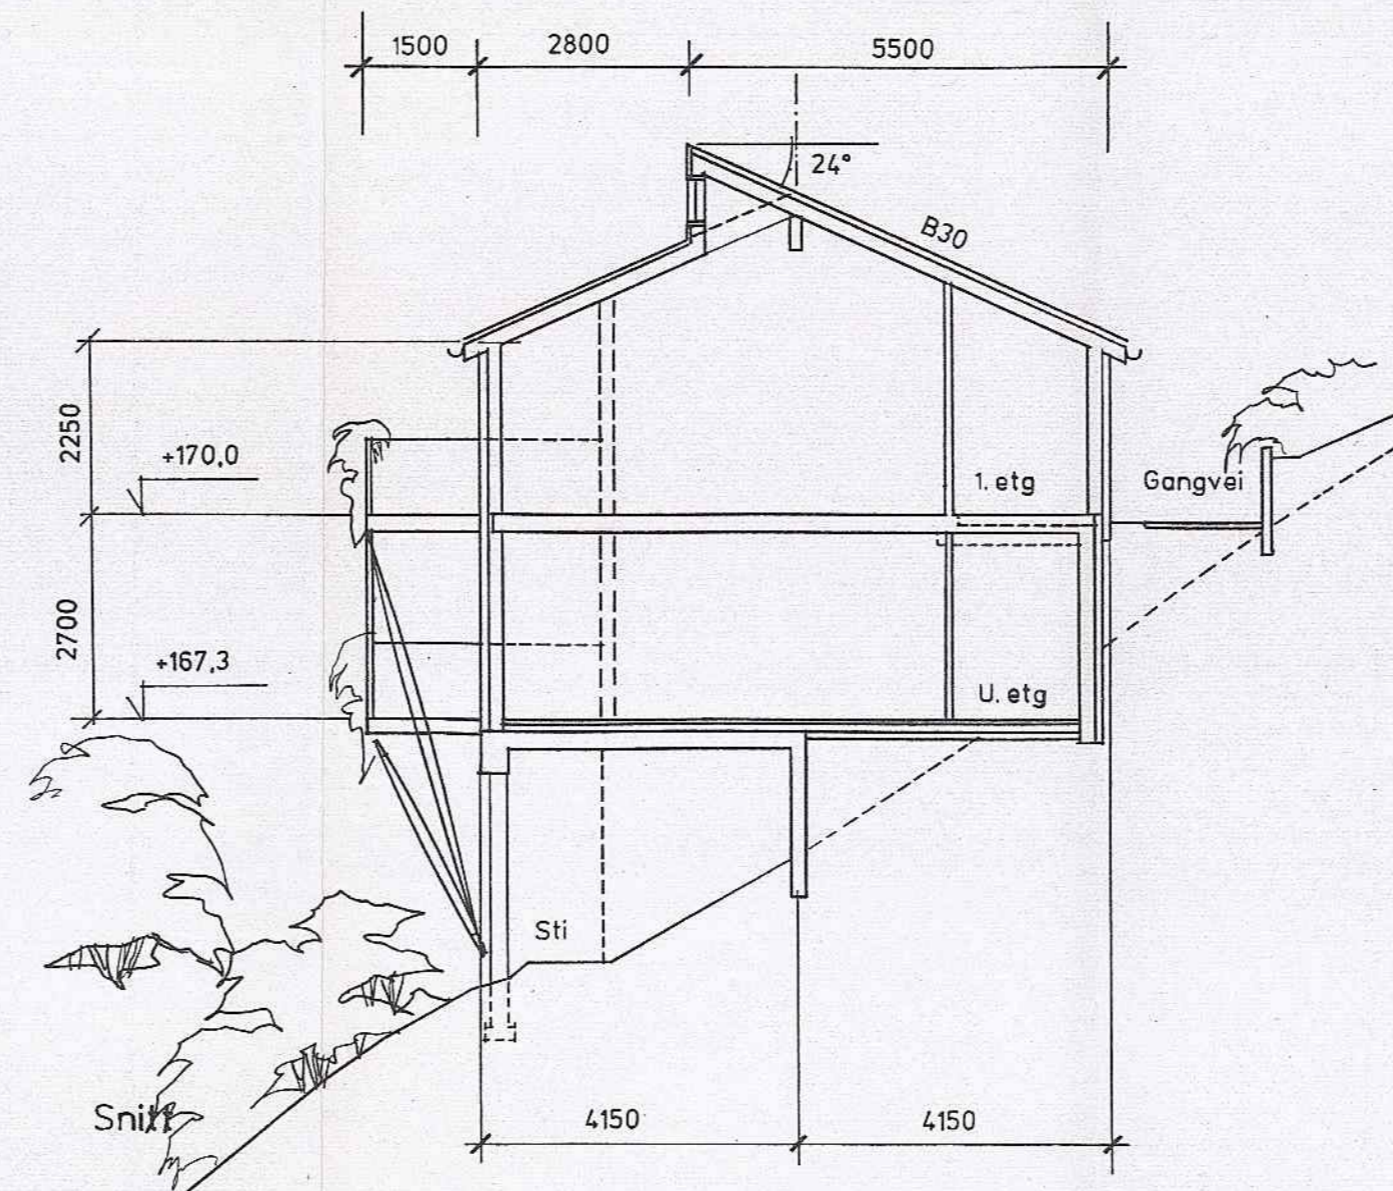 1500 2800 5500
24°
B30
2250
+170,0
1. etg
Gangvei
2700
+167,3
U. etg
Sti
Snitt
4150 4150